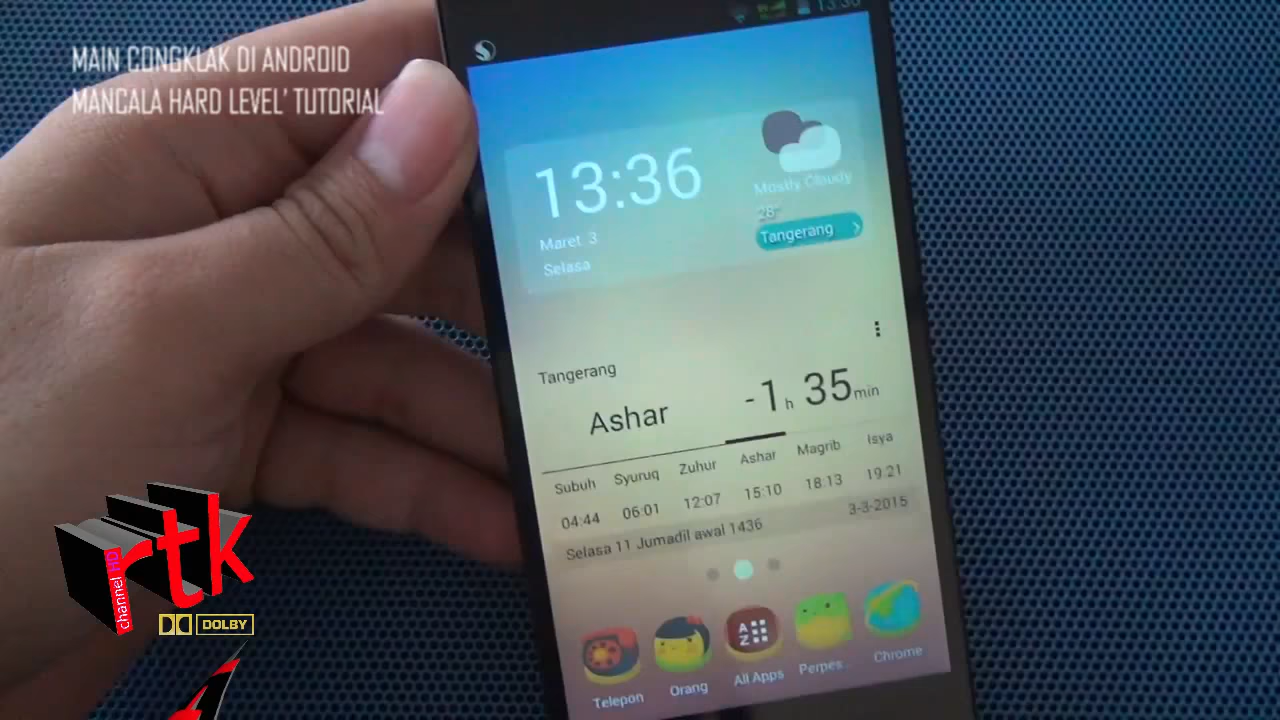 MAIN CONGKLAK DI ANDROID
MANCALA HARD LEVEL' TUTORIAL
13:36
13:36
Maret 3
Selasa
Mostly Cloudy
28°
Tangerang
Tangerang
Ashar
-1 h 35 min
Subuh Syuruq Zuhur Ashar Magrib Isya
04:44 06:01 12:07 15:10 18:13 19:21
Selasa 11 Jumadil awal 1436 3-3-2015
AZ
Telepon Orang All Apps Perpes... Chrome
rtk
channel HD
DOLBY